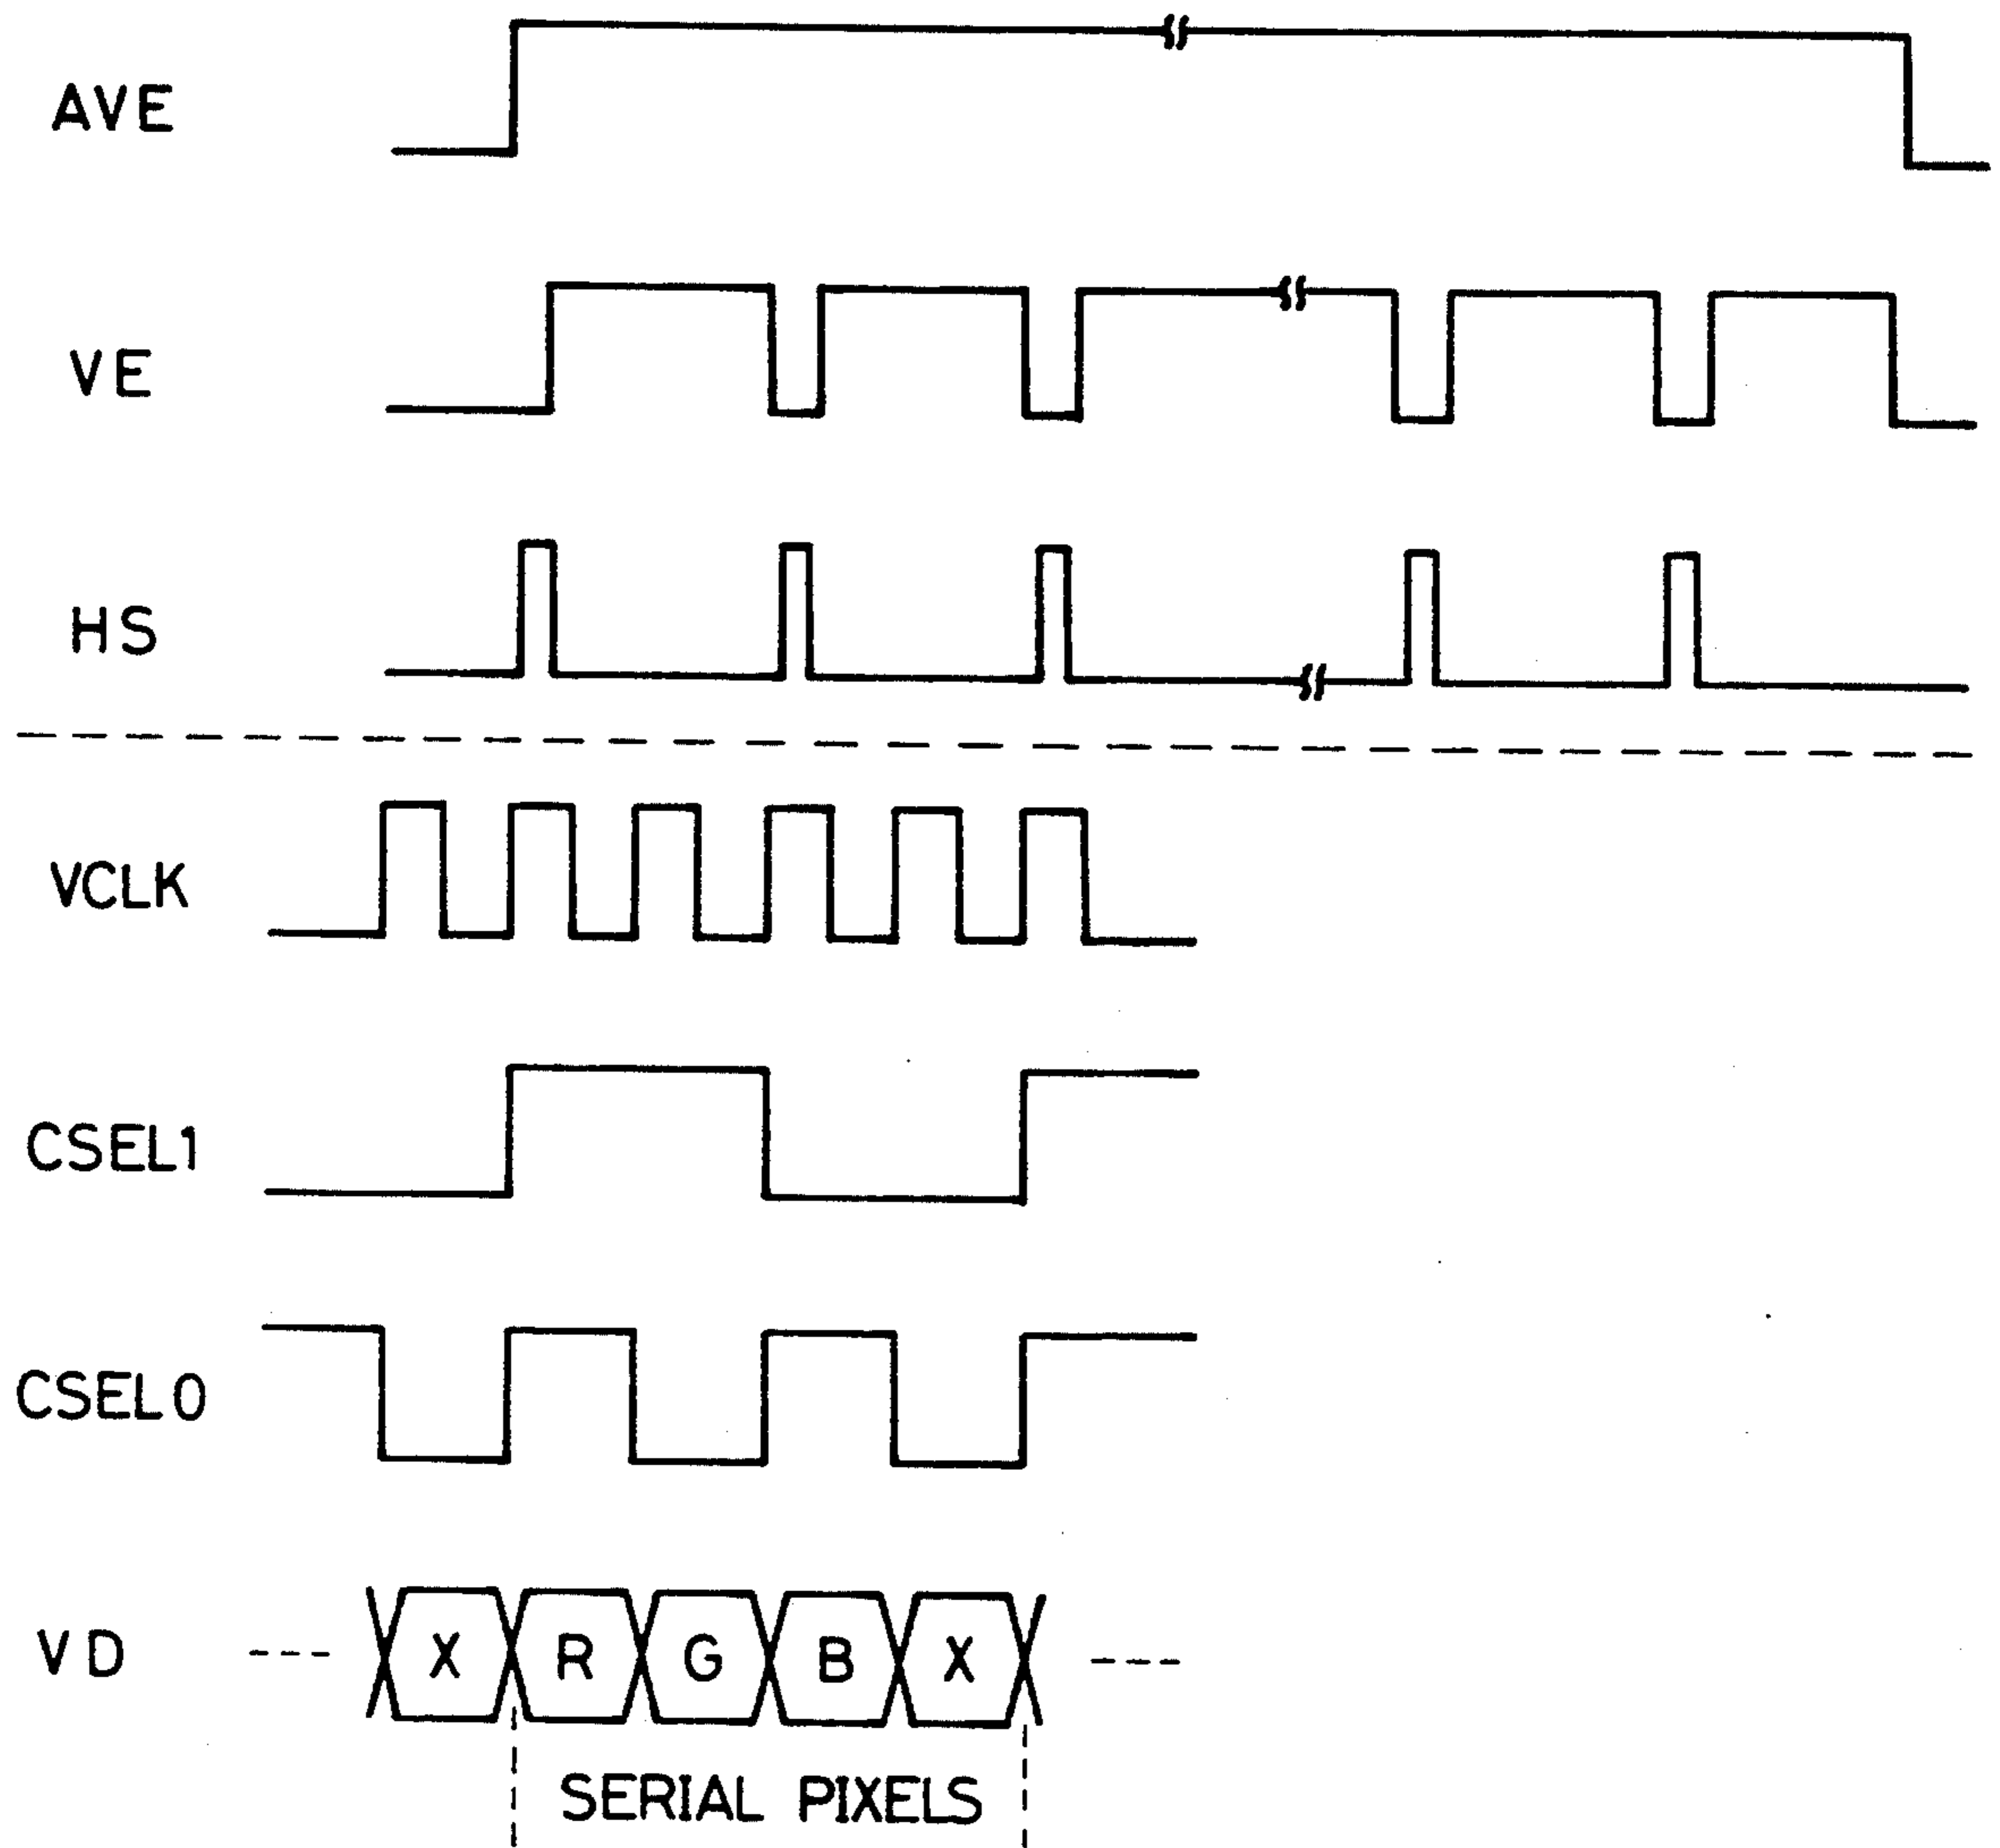 AVE
VE
HS
VCLK
CSEL1
CSEL0
VD --- X R G B X ---
SERIAL PIXELS